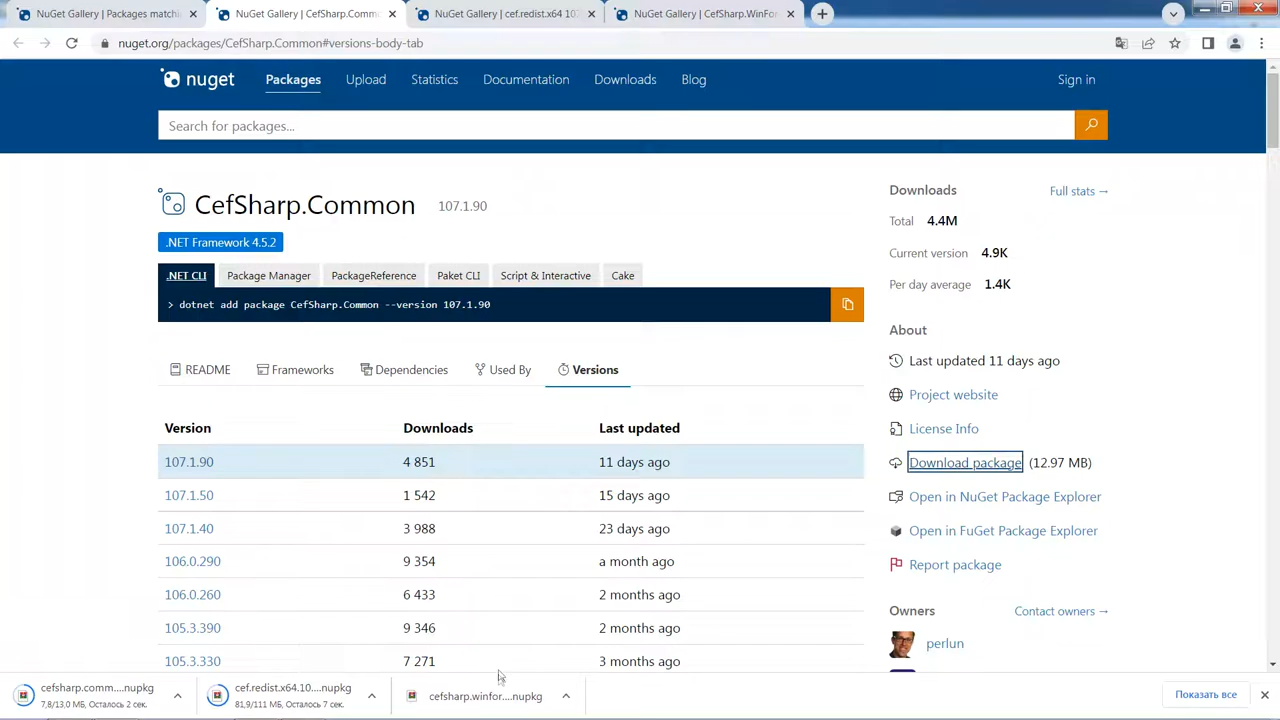 NuGet Gallery | Packages matchi
NuGet Gallery | CefSharp.Comm
NuGet Gallery
107
NuGet Gallery | CefSharp.Win
nuget.org/packages/CefSharp.Common#versions-body-tab
nuget
Packages
Upload
Statistics
Documentation
Downloads
Blog
Sign in
Search for packages...
CefSharp.Common 107.1.90
.NET Framework 4.5.2
.NET CLI
Package Manager
PackageReference
Paket CLI
Script & Interactive
Cake
> dotnet add package CefSharp.Common --version 107.1.90
README
Frameworks
Dependencies
Used By
Versions
Version Downloads Last updated
107.1.90 4 851 11 days ago
107.1.50 1 542 15 days ago
107.1.40 3 988 23 days ago
106.0.290 9 354 a month ago
106.0.260 6 433 2 months ago
105.3.390 9 346 2 months ago
105.3.330 7 271 3 months ago
Downloads Full stats →
Total 4.4M
Current version 4.9K
Per day average 1.4K
About
Last updated 11 days ago
Project website
License Info
Download package (12.97 MB)
Open in NuGet Package Explorer
Open in FuGet Package Explorer
Report package
Owners Contact owners →
perlun
cefsharp.comm....nupkg
7,8/13,0 МБ, Осталось 2 сек.
cef.redist.x64.10....nupkg
81,9/111 МБ, Осталось 7 сек.
cefsharp.winfor....nupkg
Показать все